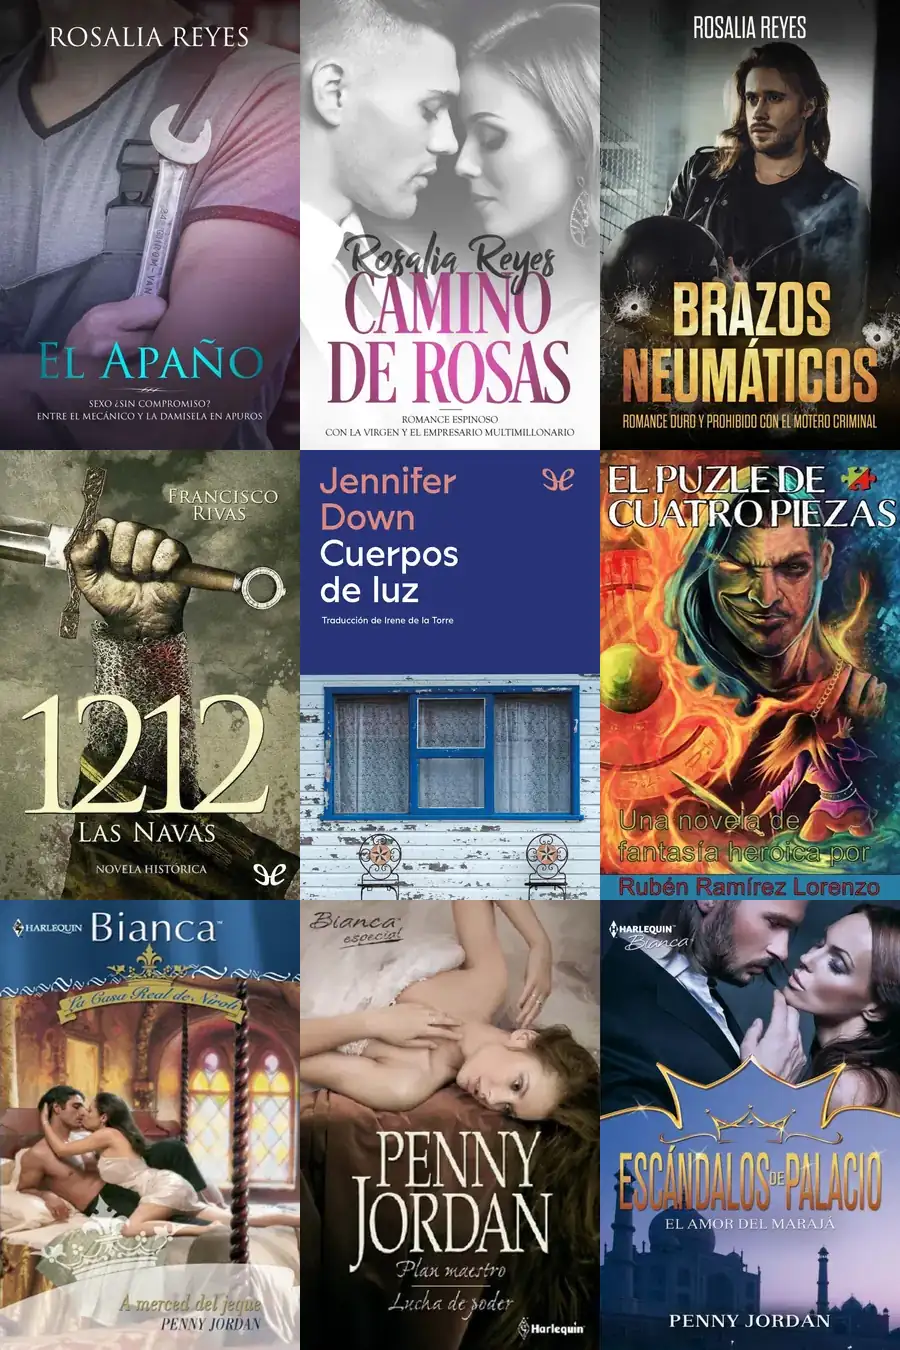 ROSALIA REYES
EL APAÑO
SEXO ¿SIN COMPROMISO?
ENTRE EL MECÁNICO Y LA DAMISELA EN APUROS
Rosalia Reyes
CAMINO
DE ROSAS
ROMANCE ESPINOSO
CON LA VIRGEN Y EL EMPRESARIO MULTIMILLONARIO
ROSALIA REYES
BRAZOS
NEUMÁTICOS
ROMANCE DURO Y PROHIBIDO CON EL MOTERO CRIMINAL
FRANCISCO
RIVAS
1212
LAS NAVAS
NOVELA HISTÓRICA
Jennifer
Down
Cuerpos
de luz
Traducción de Irene de la Torre
EL PUZLE DE
CUATRO PIEZAS
Una novela de
fantasía heróica por
Rubén Ramírez Lorenzo
HARLEQUIN Bianca™
La Casa Real de Niroli
A merced del jeque
PENNY JORDAN
Bianca™
especial
PENNY
JORDAN
Plan maestro
Lucha de poder
Harlequin™
HARLEQUIN™
Bianca™
ESCÁNDALOS DE PALACIO
EL AMOR DEL MARAJÁ
PENNY JORDAN